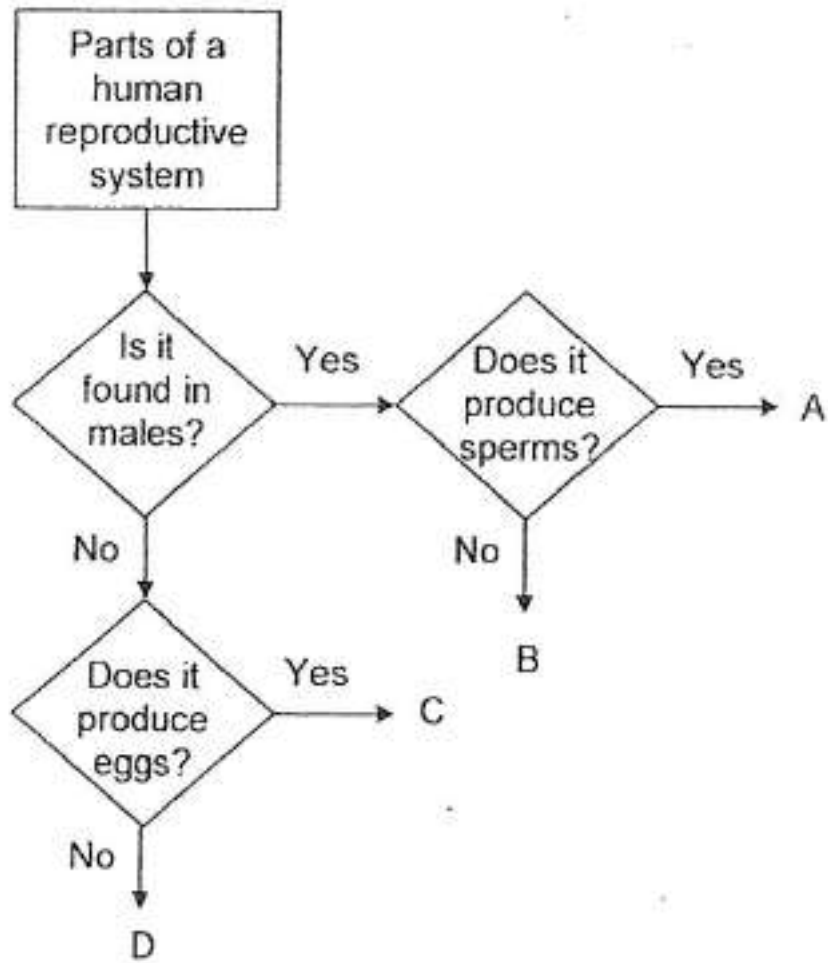 Parts of a
human
reproductive
system
Is it
found in
males?
Yes
Does it
produce
sperms?
Yes
A
No
No
B
Does it
produce
eggs?
Yes
C
No
D